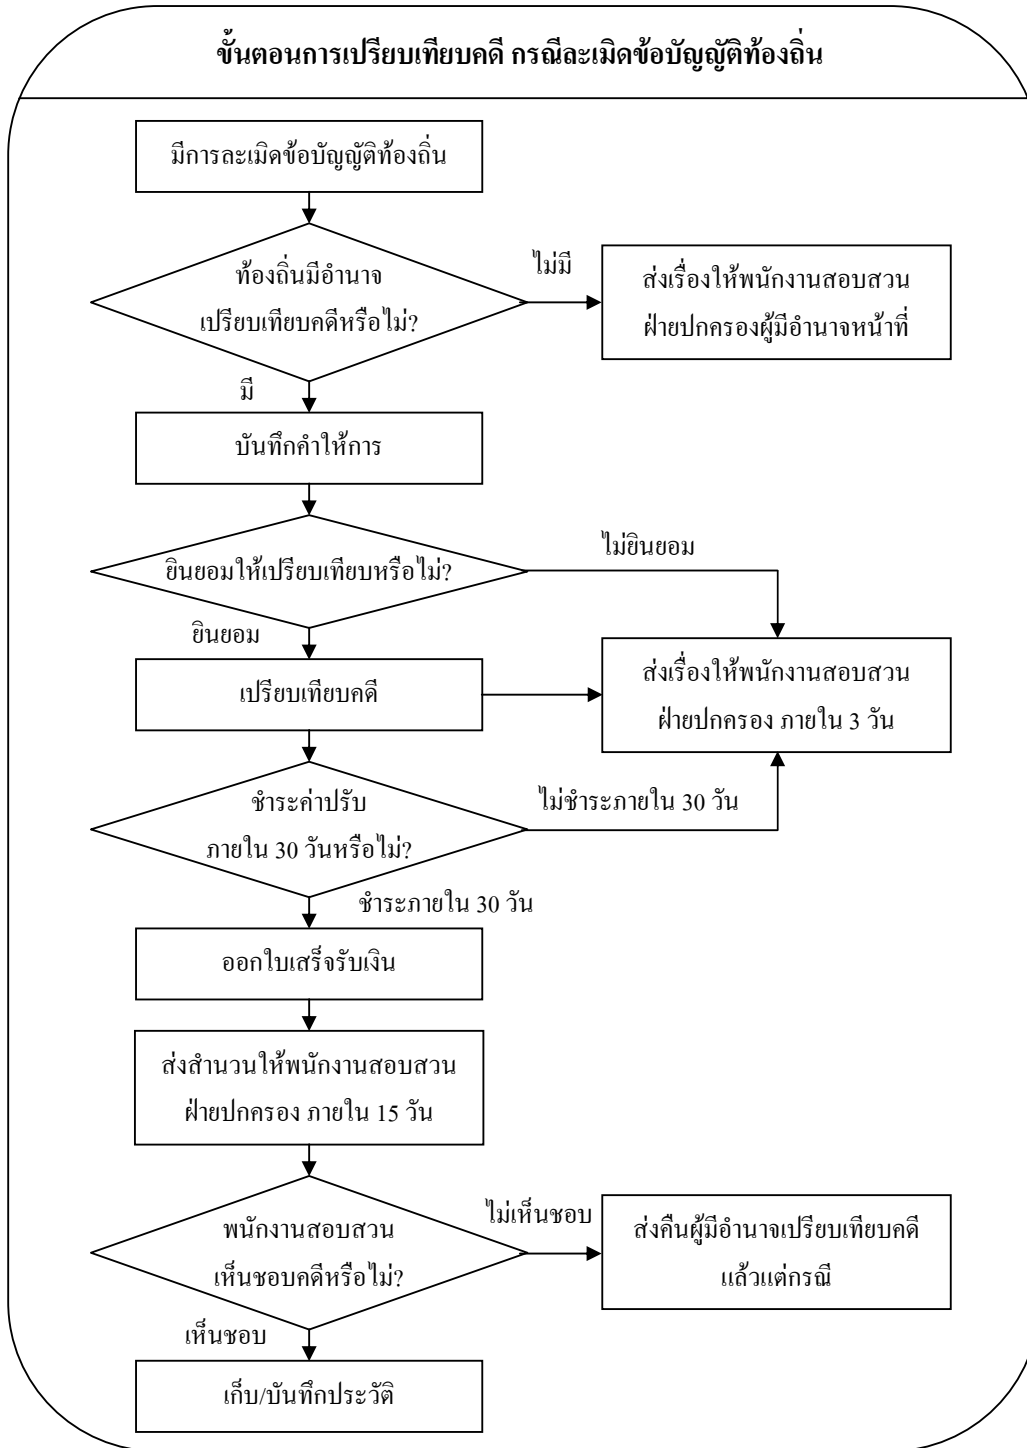 ขั้นตอนการเปรียบเทียบคดี กรณีละเมิดข้อบัญญัติท้องถิ่น
มีการละเมิดข้อบัญญัติท้องถิ่น
ท้องถิ่นมีอำนาจ
เปรียบเทียบคดีหรือไม่?
ไม่มี
ส่งเรื่องให้พนักงานสอบสวน
ฝ่ายปกครองผู้มีอำนาจหน้าที่
มี
บันทึกคำให้การ
ยินยอมให้เปรียบเทียบหรือไม่?
ไม่ยินยอม
ยินยอม
เปรียบเทียบคดี
ส่งเรื่องให้พนักงานสอบสวน
ฝ่ายปกครอง ภายใน 3 วัน
ชำระค่าปรับ
ภายใน 30 วันหรือไม่?
ไม่ชำระภายใน 30 วัน
ชำระภายใน 30 วัน
ออกใบเสร็จรับเงิน
ส่งสำนวนให้พนักงานสอบสวน
ฝ่ายปกครอง ภายใน 15 วัน
พนักงานสอบสวน
เห็นชอบคดีหรือไม่?
ไม่เห็นชอบ
ส่งคืนผู้มีอำนาจเปรียบเทียบคดี
แล้วแต่กรณี
เห็นชอบ
เก็บ/บันทึกประวัติ